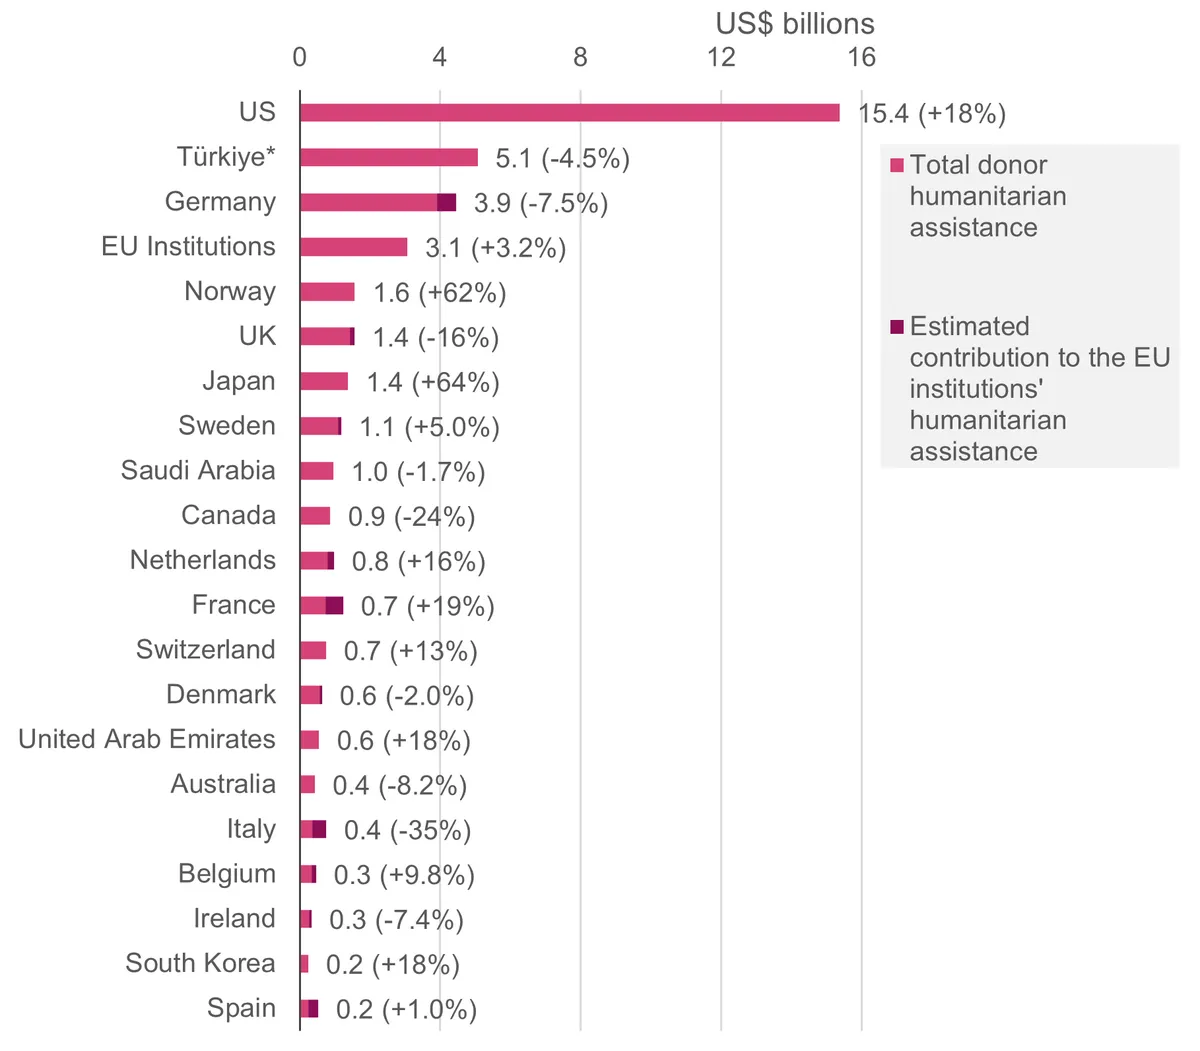 US$ billions
0 4 8 12 16
US 15.4 (+18%)
Türkiye* 5.1 (-4.5%)
Germany 3.9 (-7.5%)
EU Institutions 3.1 (+3.2%)
Norway 1.6 (+62%)
UK 1.4 (-16%)
Japan 1.4 (+64%)
Sweden 1.1 (+5.0%)
Saudi Arabia 1.0 (-1.7%)
Canada 0.9 (-24%)
Netherlands 0.8 (+16%)
France 0.7 (+19%)
Switzerland 0.7 (+13%)
Denmark 0.6 (-2.0%)
United Arab Emirates 0.6 (+18%)
Australia 0.4 (-8.2%)
Italy 0.4 (-35%)
Belgium 0.3 (+9.8%)
Ireland 0.3 (-7.4%)
South Korea 0.2 (+18%)
Spain 0.2 (+1.0%)
Total donor
humanitarian
assistance
Estimated
contribution to the EU
institutions'
humanitarian
assistance